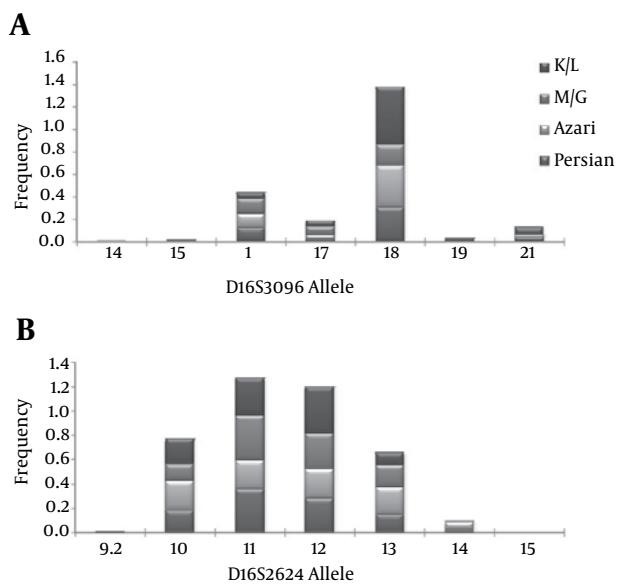 A
1.6
1.4
1.2
1.0
0.8
0.6
0.4
0.2
0.0
Frequency
14 15 1 17 18 19 21
D16S3096 Allele
K/L
M/G
Azari
Persian
B
1.4
1.2
1.0
0.8
0.6
0.4
0.2
0.0
Frequency
9.2 10 11 12 13 14 15
D16S2624 Allele